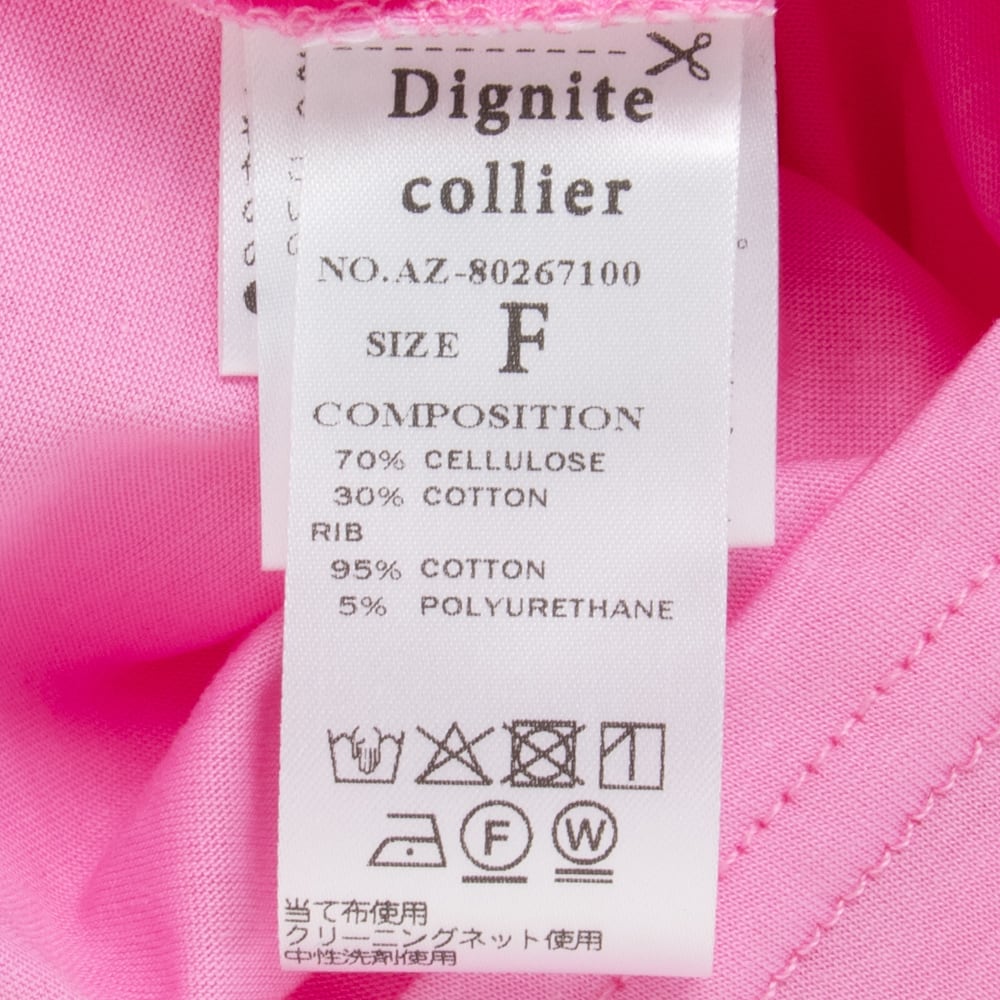 Dignite
collier
NO.AZ-80267100
SIZE F
COMPOSITION
70% CELLULOSE
30% COTTON
RIB
95% COTTON
5% POLYURETHANE
F
W
当て布使用
クリーニングネット使用
中性洗剤使用